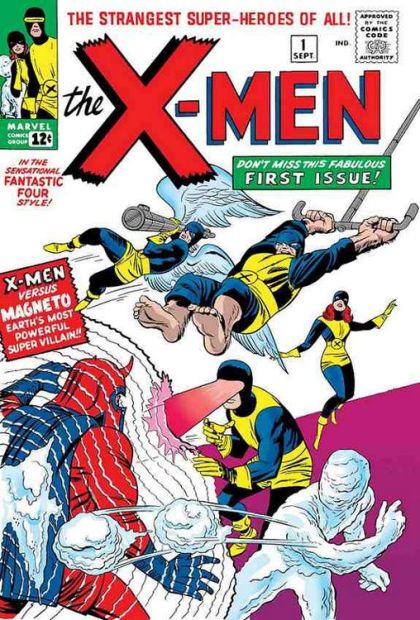 THE STRANGEST SUPER-HEROES OF ALL!
APPROVED
BY THE
COMICS
CODE
AUTHORITY
1
SEPT.
IND.
MARVEL
COMICS
GROUP
12¢
the
X-MEN
IN THE
SENSATIONAL
FANTASTIC
FOUR
STYLE!
DON'T MISS THIS FABULOUS
FIRST ISSUE!
X-MEN
VERSUS
MAGNETO
EARTH'S MOST
POWERFUL
SUPER VILLAIN!!